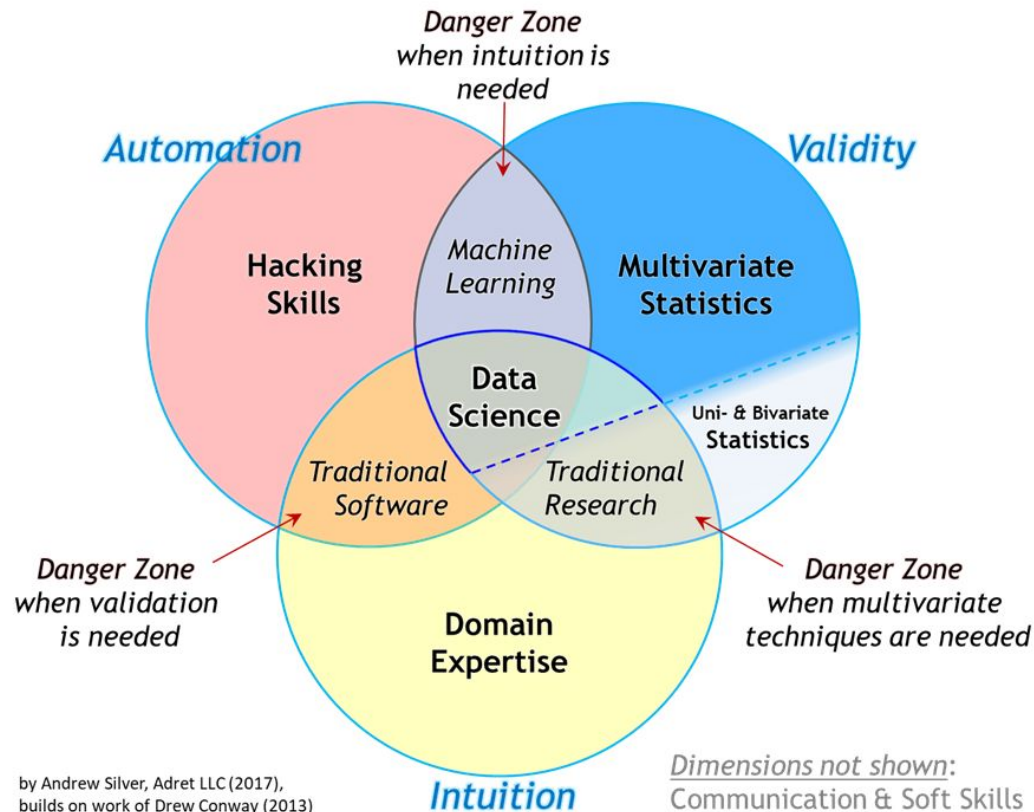 Danger Zone
when intuition is
needed
Automation
Validity
Hacking
Skills
Machine
Learning
Multivariate
Statistics
Data
Science
Uni- & Bivariate
Statistics
Traditional
Software
Traditional
Research
Danger Zone
when validation
is needed
Danger Zone
when multivariate
techniques are needed
Domain
Expertise
by Andrew Silver, Adret LLC (2017),
builds on work of Drew Conway (2013)
Intuition
Dimensions not shown:
Communication & Soft Skills